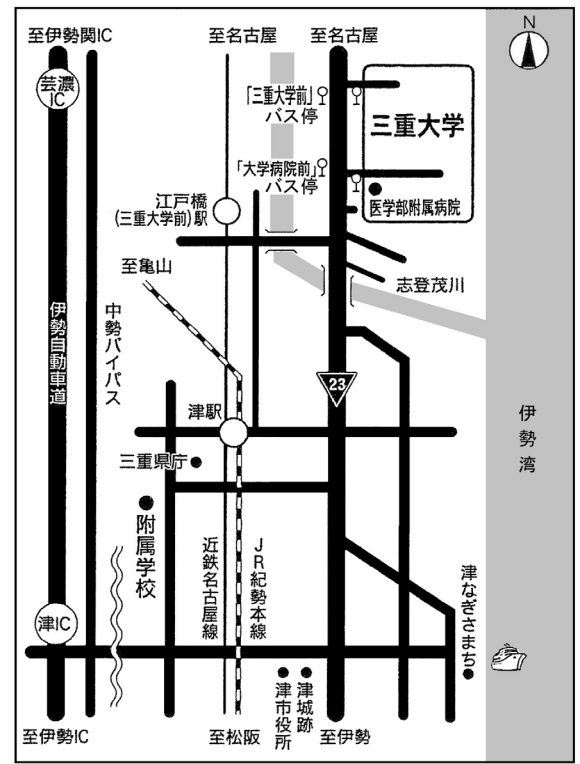 至伊勢関IC
至名古屋
至名古屋
N
芸濃
IC
「三重大学前」
バス停
三重大学
「大学病院前」
バス停
医学部附属病院
江戸橋
(三重大学前)駅
至亀山
志登茂川
伊勢自動車道
中勢バイパス
23
津駅
伊勢湾
三重県庁
附属学校
近鉄名古屋線
JR紀勢本線
津なぎさまち
津IC
津市役所
津城跡
至伊勢IC
至松阪
至伊勢